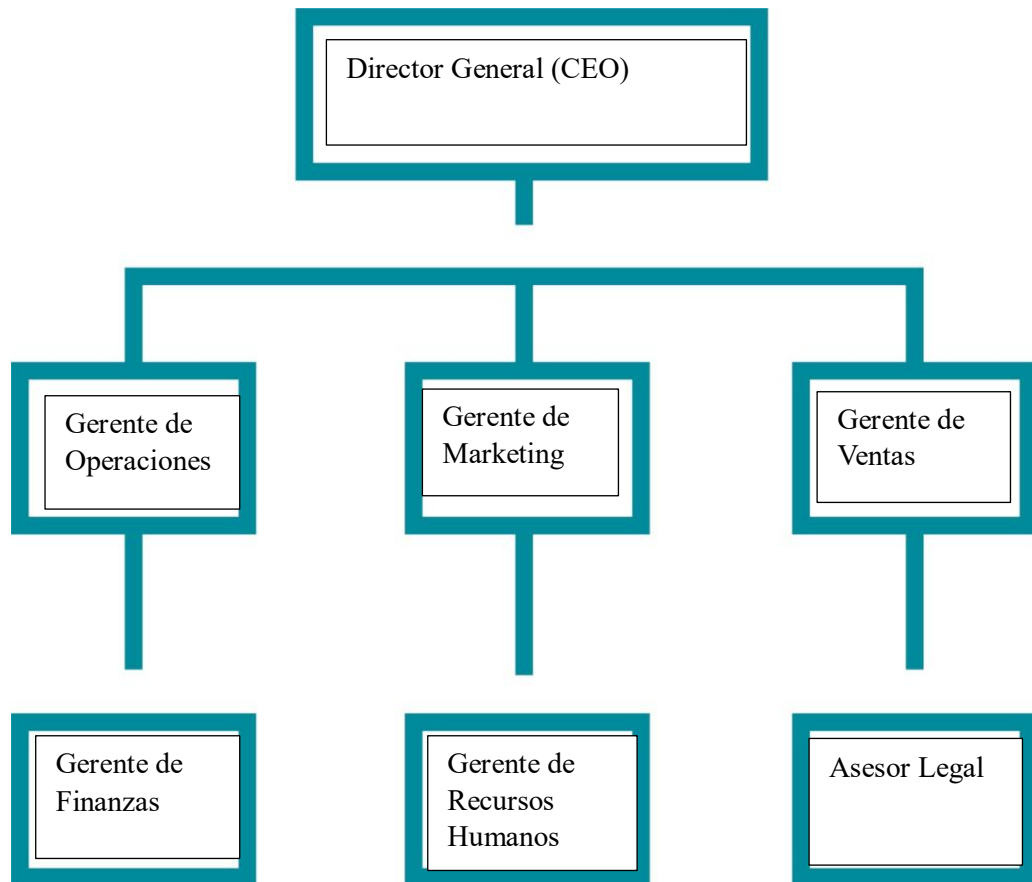 Director General (CEO)
Gerente de
Operaciones
Gerente de
Marketing
Gerente de
Ventas
Gerente de
Finanzas
Gerente de
Recursos
Humanos
Asesor Legal